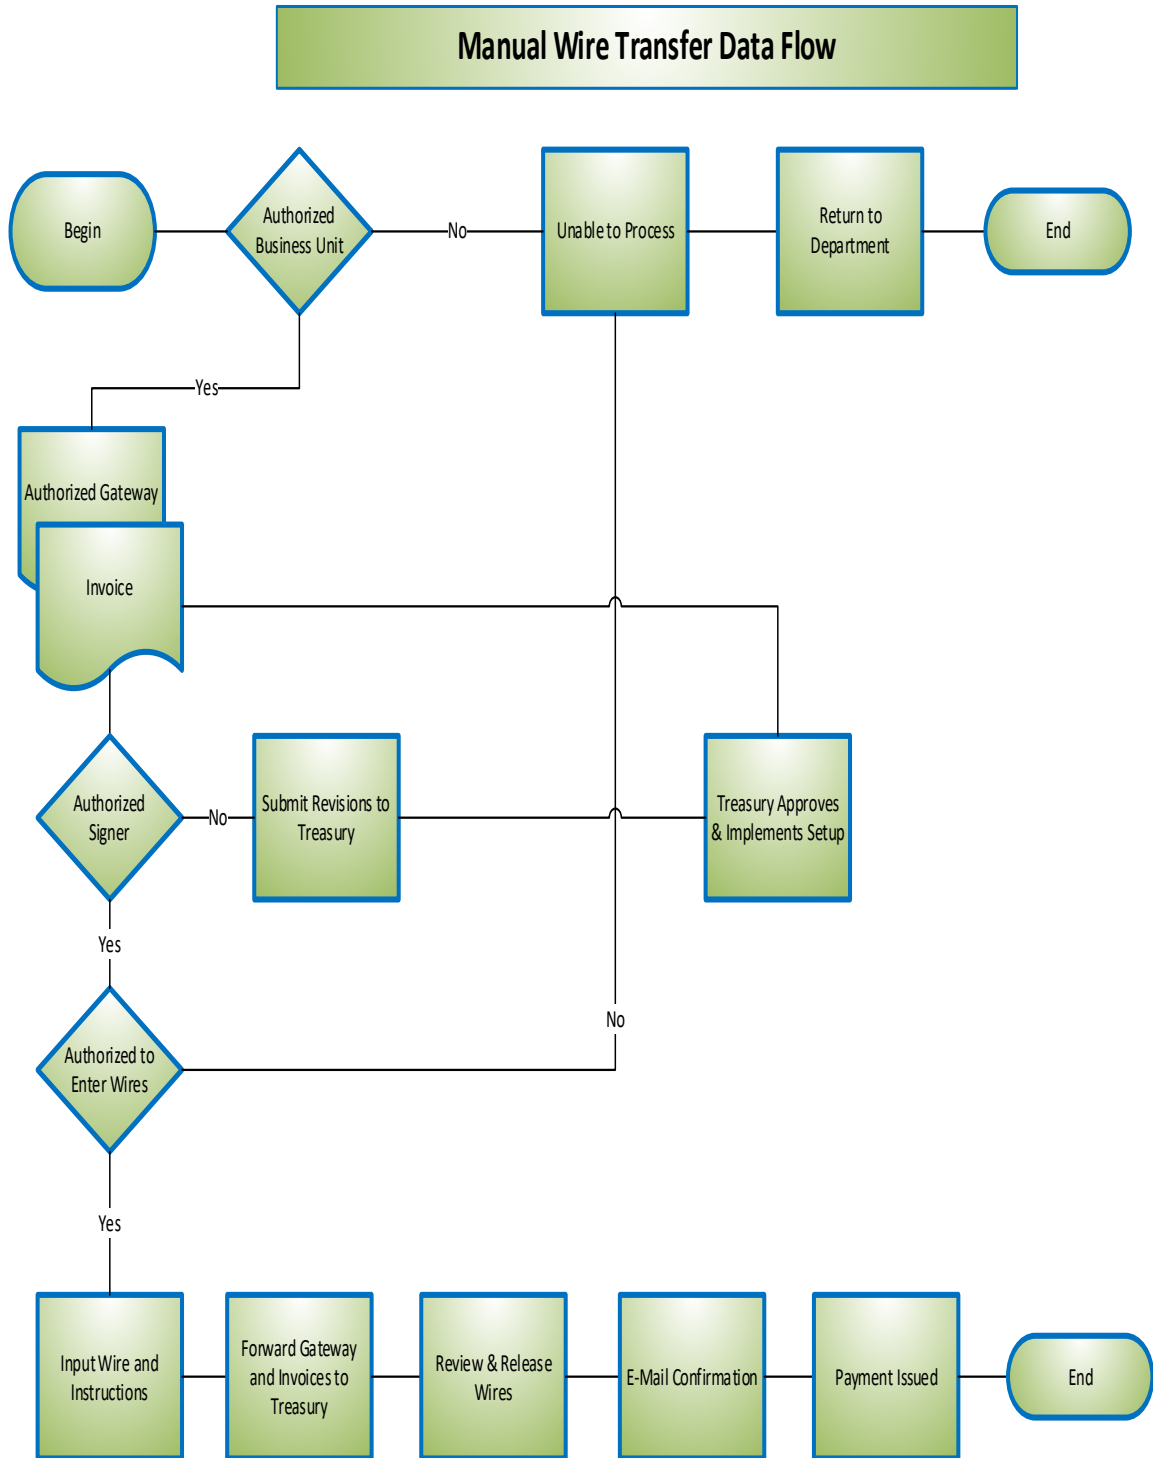 Manual Wire Transfer Data Flow
Begin
Authorized
Business Unit
No
Unable to Process
Return to
Department
End
Yes
Authorized Gateway
Invoice
Authorized
Signer
No
Submit Revisions to
Treasury
Treasury Approves
& Implements Setup
Yes
No
Authorized to
Enter Wires
Yes
Input Wire and
Instructions
Forward Gateway
and Invoices to
Treasury
Review & Release
Wires
E-Mail Confirmation
Payment Issued
End